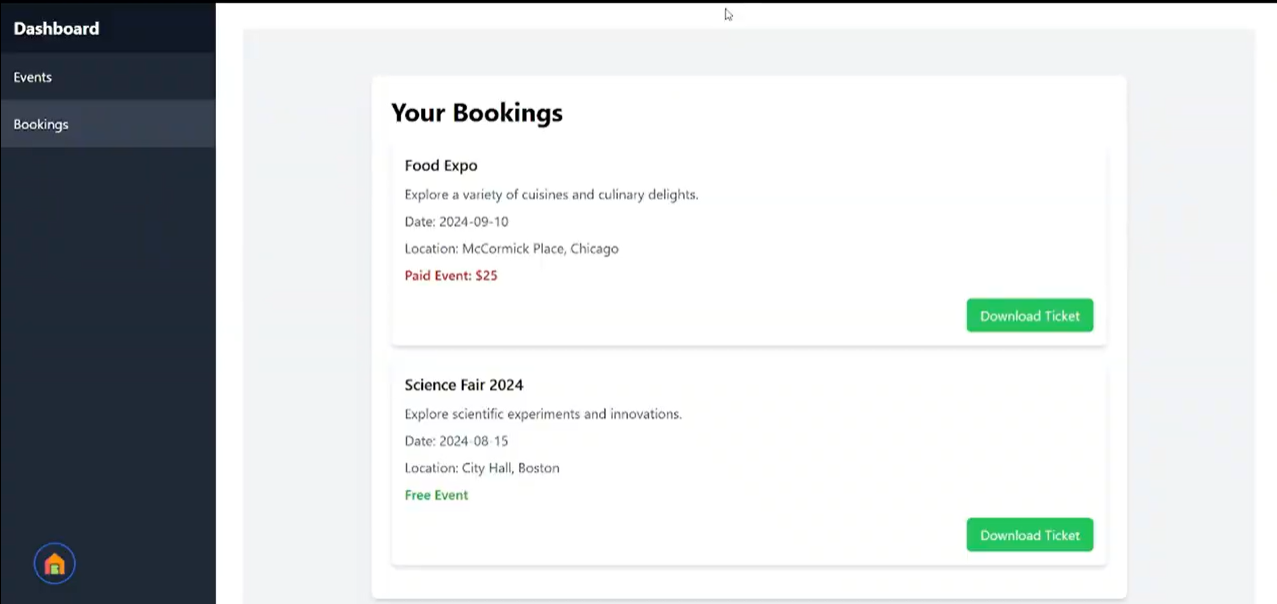 Dashboard
Events
Bookings
Your Bookings
Food Expo
Explore a variety of cuisines and culinary delights.
Date: 2024-09-10
Location: McCormick Place, Chicago
Paid Event: $25
Download Ticket
Science Fair 2024
Explore scientific experiments and innovations.
Date: 2024-08-15
Location: City Hall, Boston
Free Event
Download Ticket